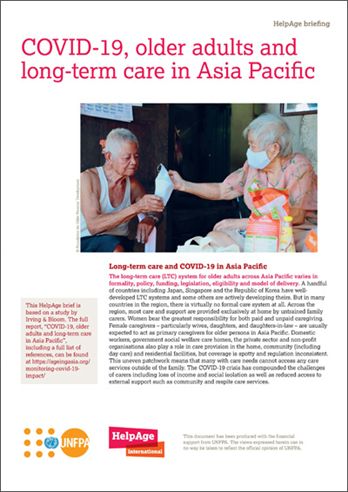 HelpAge briefing
COVID-19, older adults and
long-term care in Asia Pacific
Long-term care and COVID-19 in Asia Pacific
The long-term care (LTC) system for older adults across Asia Pacific varies in
formality, policy, funding, legislation, eligibility and model of delivery. A handful
of countries including Japan, Singapore and the Republic of Korea have well-
developed LTC systems and some others are actively developing theirs. But in many
countries in the region, there is virtually no formal care system at all. Across the
region, most care and support are provided exclusively at home by untrained family
carers. Women bear the greatest responsibility for both paid and unpaid caregiving.
Female caregivers – particularly wives, daughters, and daughters-in-law – are usually
expected to act as primary caregivers for older persons in Asia Pacific. Domestic
workers, government social welfare care homes, the private sector and non-profit
organisations also play a role in care provision in the home, community (including
day care) and residential facilities, but coverage is spotty and regulation inconsistent.
This uneven patchwork means that many with care needs cannot access any care
services outside of the family. The COVID-19 crisis has compounded the challenges
of carers including loss of income and social isolation as well as reduced access to
external support such as community and respite care services.
This HelpAge brief is
based on a study by
Irving & Bloom. The full
report, "COVID-19, older
adults and long-term care
in Asia Pacific",
including a full list of
references, can be found
at https://ageingasia.org/
monitoring-covid-19-
impact/
UNFPA
HelpAge
International
This document has been produced with the financial
support from UNFPA. The views expressed herein can in
no way be taken to reflect the official opinion of UNFPA.